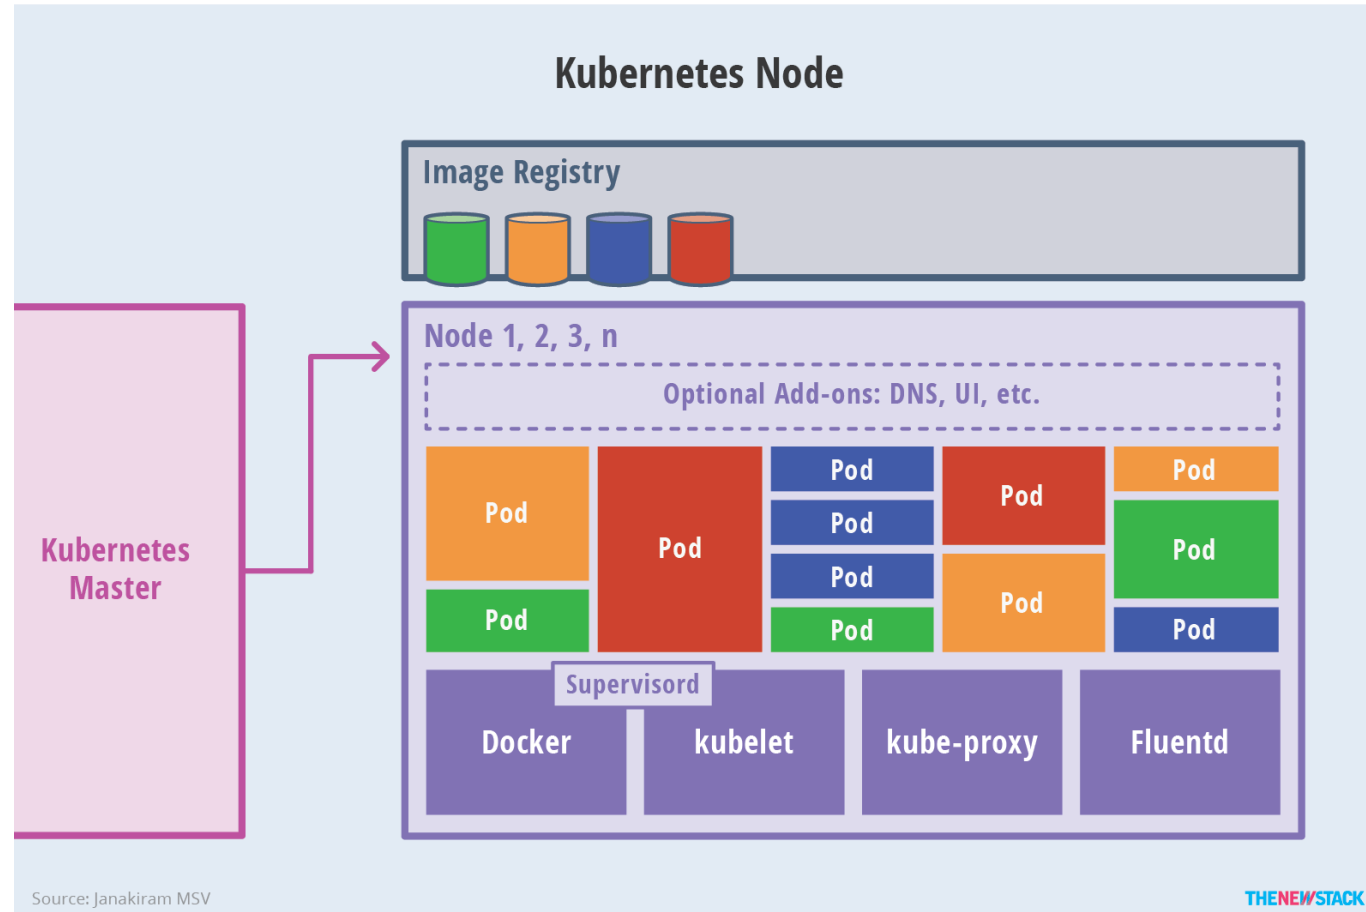 Kubernetes Node
Image Registry
Node 1, 2, 3, n
Optional Add-ons: DNS, UI, etc.
Kubernetes
Master
Pod
Pod
Pod
Pod
Pod
Pod
Pod
Pod
Pod
Pod
Pod
Pod
Supervisord
Docker
kubelet
kube-proxy
Fluentd
Source: Janakiram MSV
THENEWSTACK